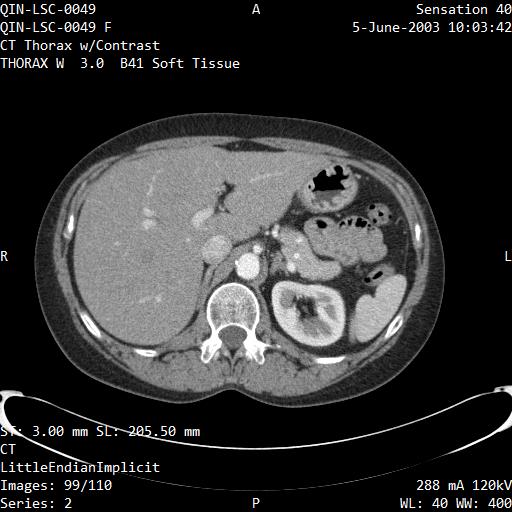 QIN-LSC-0049 A Sensation 40
QIN-LSC-0049 F 5-June-2003 10:03:42
CT Thorax w/Contrast
THORAX W 3.0 B41 Soft Tissue
R L
ST: 3.00 mm SL: 205.50 mm
CT
LittleEndianImplicit
Images: 99/110 288 mA 120kV
Series: 2 P WL: 40 WW: 400